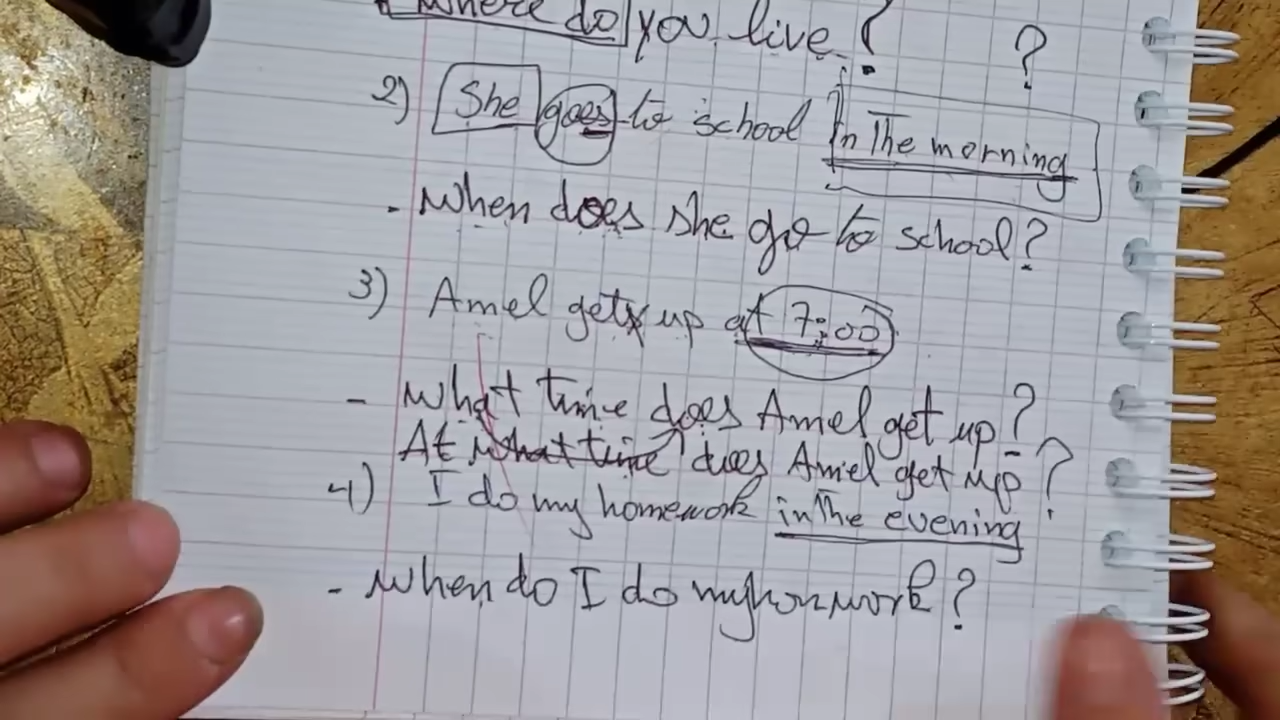 Where do you live ?
?
2) She goes to school In The morning
. When does she go to school?
3) Amel gets up at 7:00
- What time does Amel get up?
At what time does Amel get up ?
4) I do my homework in The evening
- When do I do my work ?